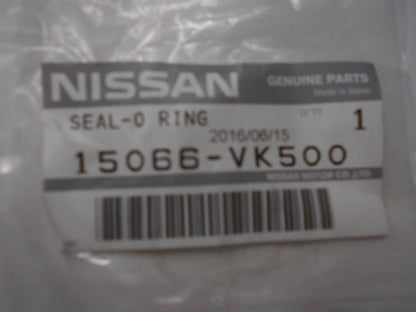 NISSAN GENUINE PARTS
Made in Japan
SEAL-O RING Q'TY 1
2016/06/15
15066-VK500
NISSAN MOTOR CO.,LTD.